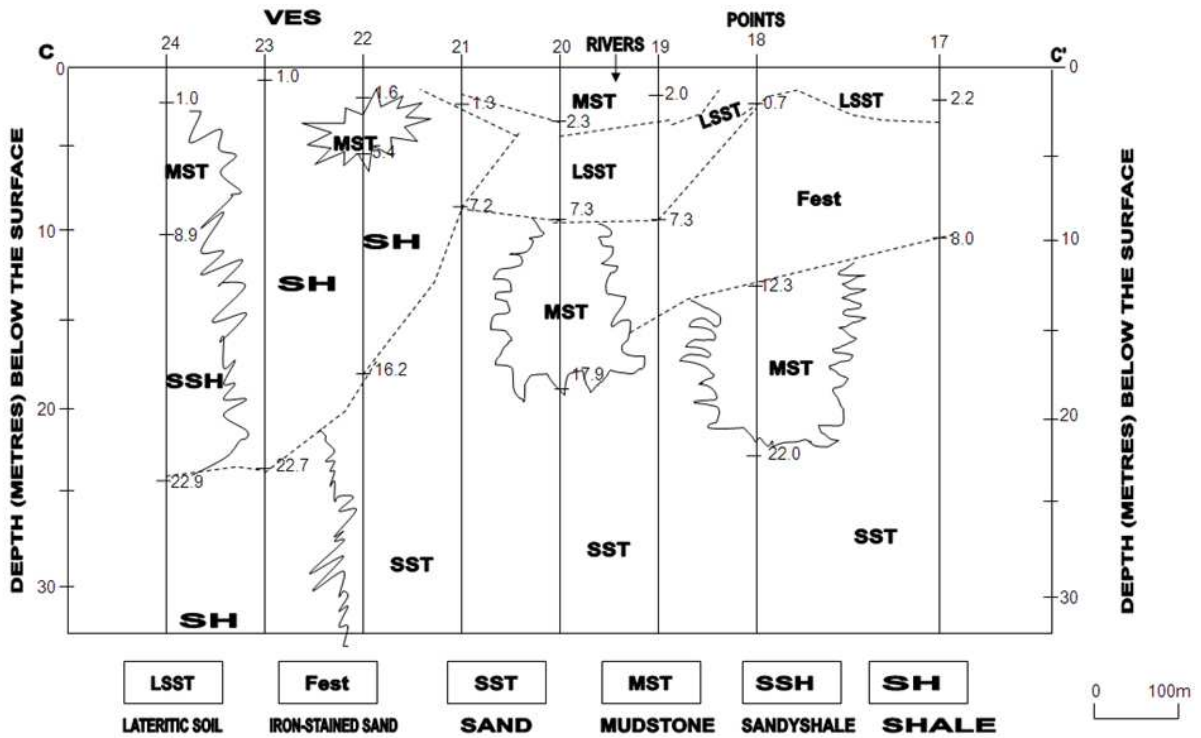 VES POINTS
C 24 23 22 21 20 RIVERS 19 18 17 C'
0 0
1.0
1.0 1.6 1.3 MST 2.0 LSST 0.7 LSST 2.2
2.3
MST 5.4
MST LSST
Fest
7.2 7.3 7.3
8.9 SH 8.0
10 10
SH 12.3
MST
16.2
SSH 17.9 MST
20 20
22.9 22.7 22.0
SST SST SST
30 30
SH
DEPTH (METRES) BELOW THE SURFACE
DEPTH (METRES) BELOW THE SURFACE
LSST Fest SST MST SSH SH
LATERITIC SOIL IRON-STAINED SAND SAND MUDSTONE SANDYSHALE SHALE
0 100m